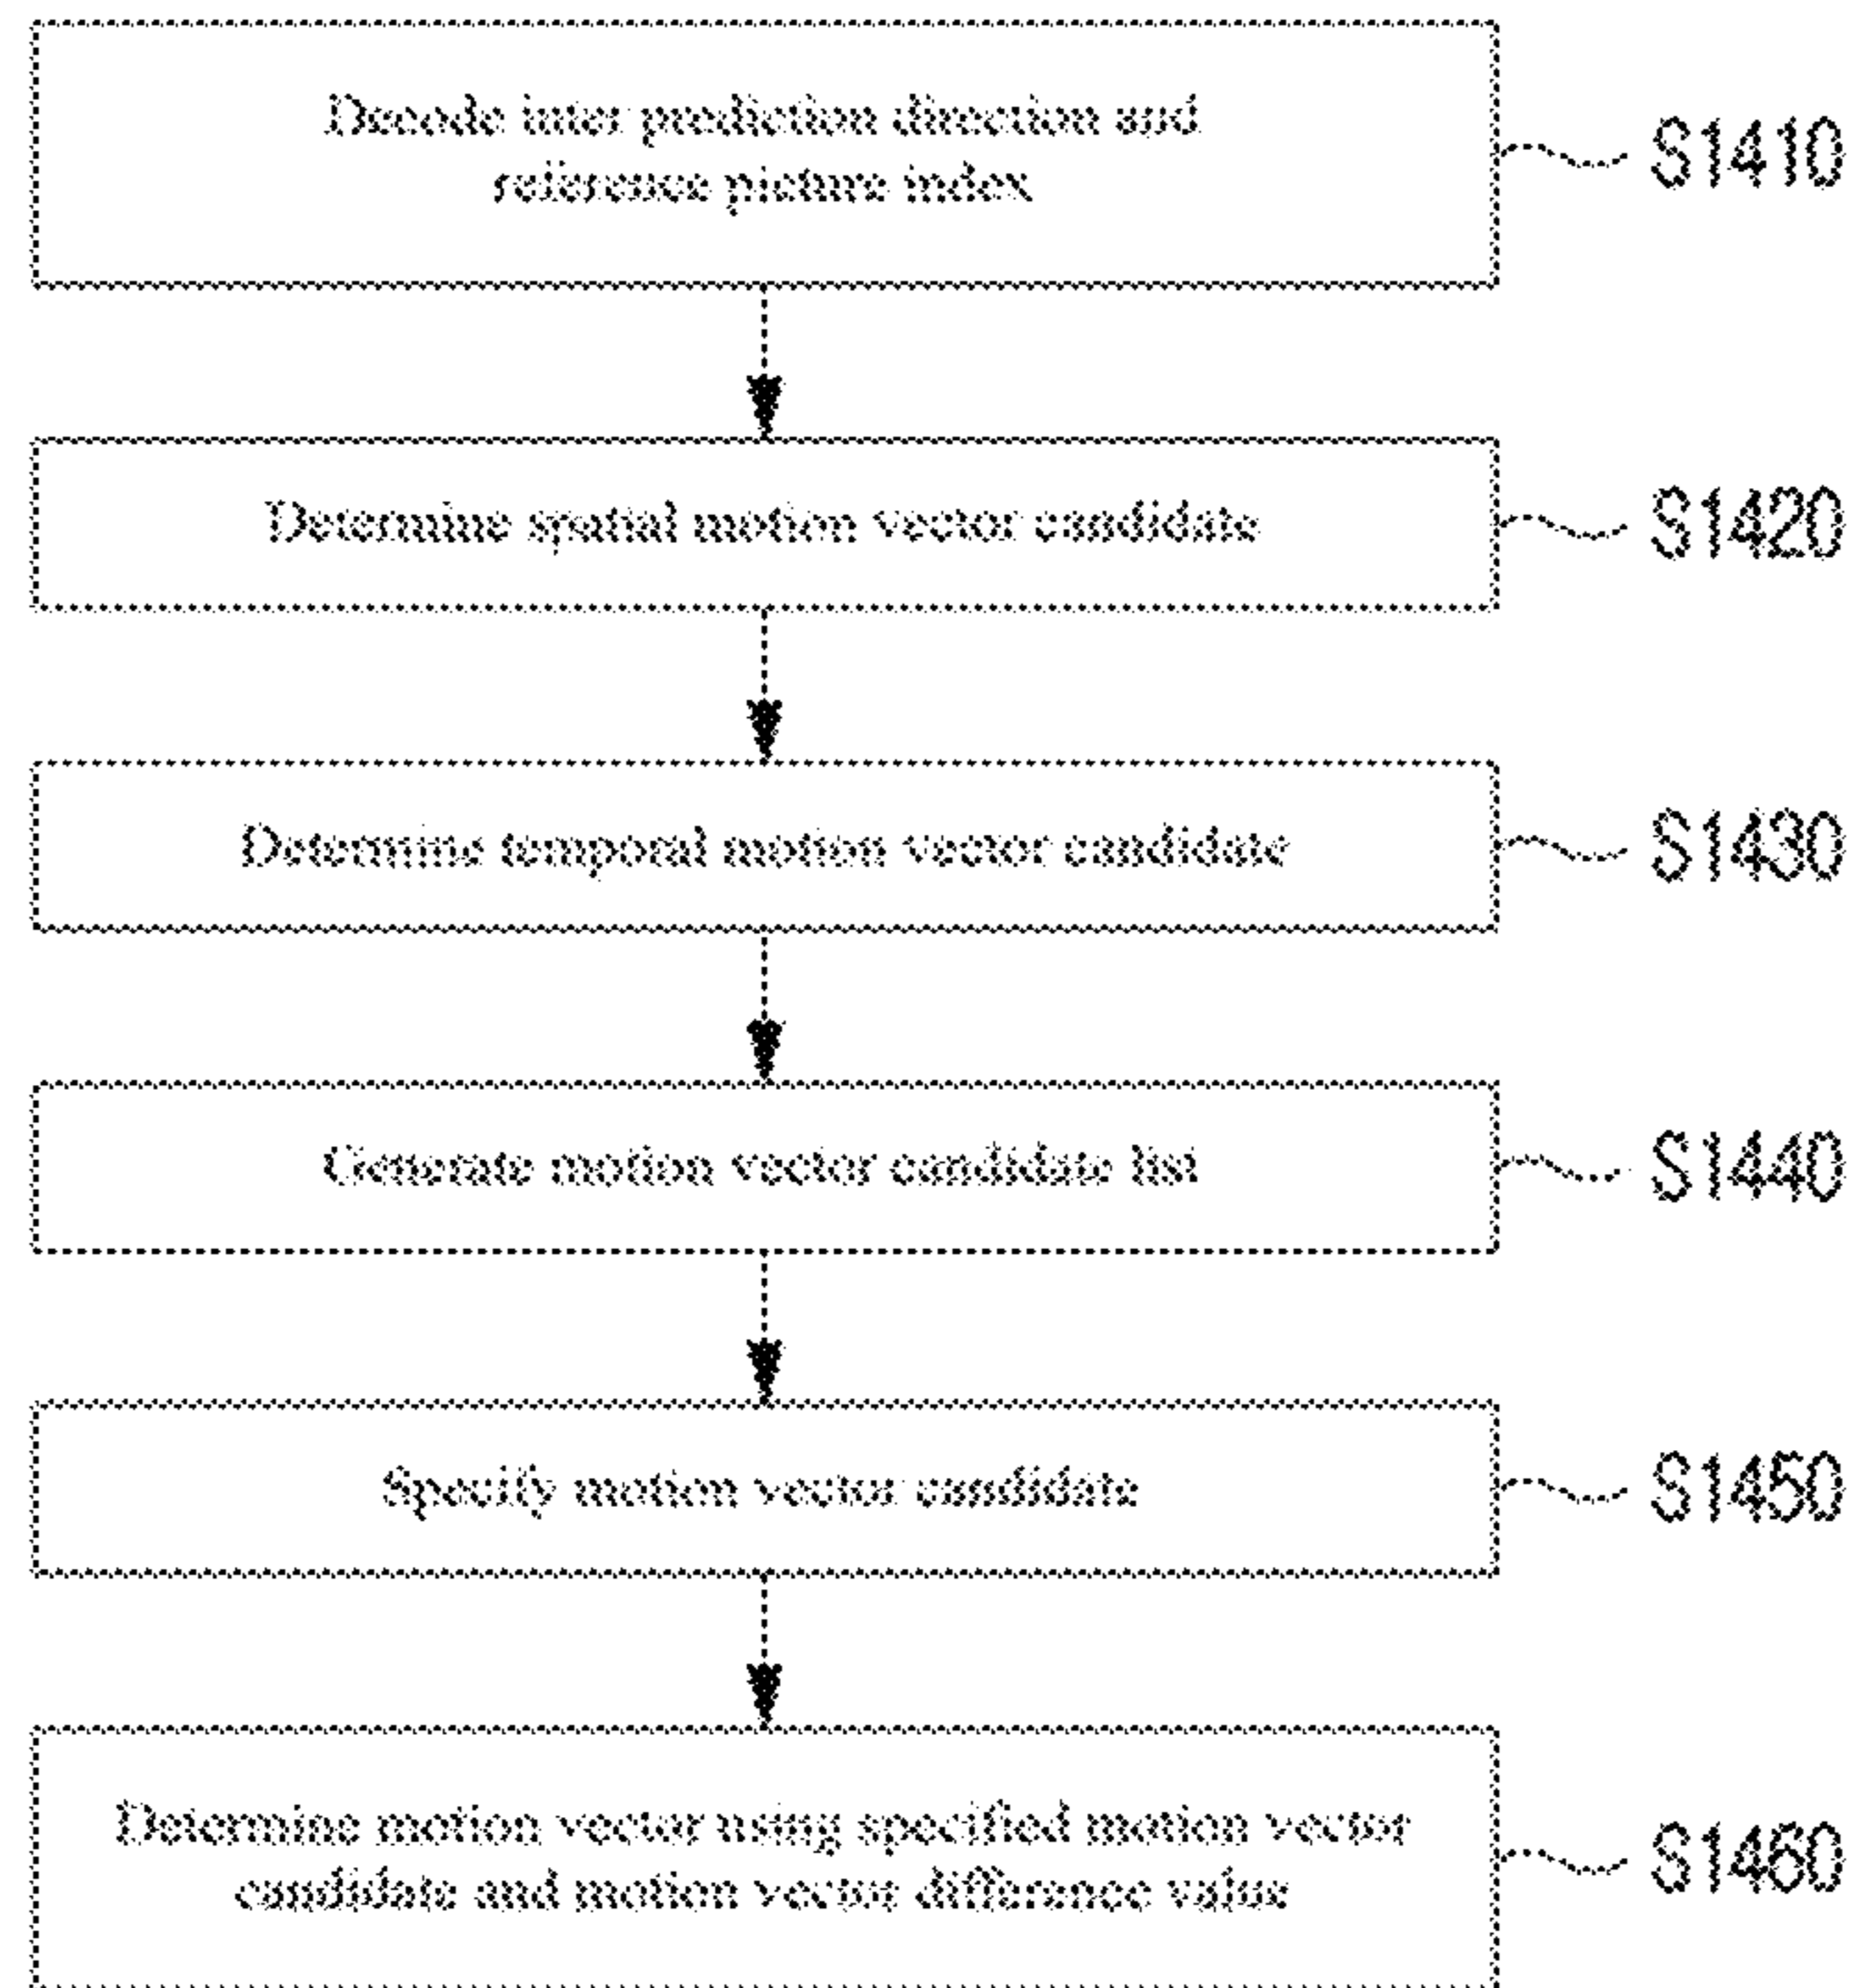 Decode inter prediction direction and
reference picture index
S1410
Determine spatial motion vector candidate
S1420
Determine temporal motion vector candidate
S1430
Generate motion vector candidate list
S1440
Specify motion vector candidate
S1450
Determine motion vector using specified motion vector
candidate and motion vector difference value
S1460